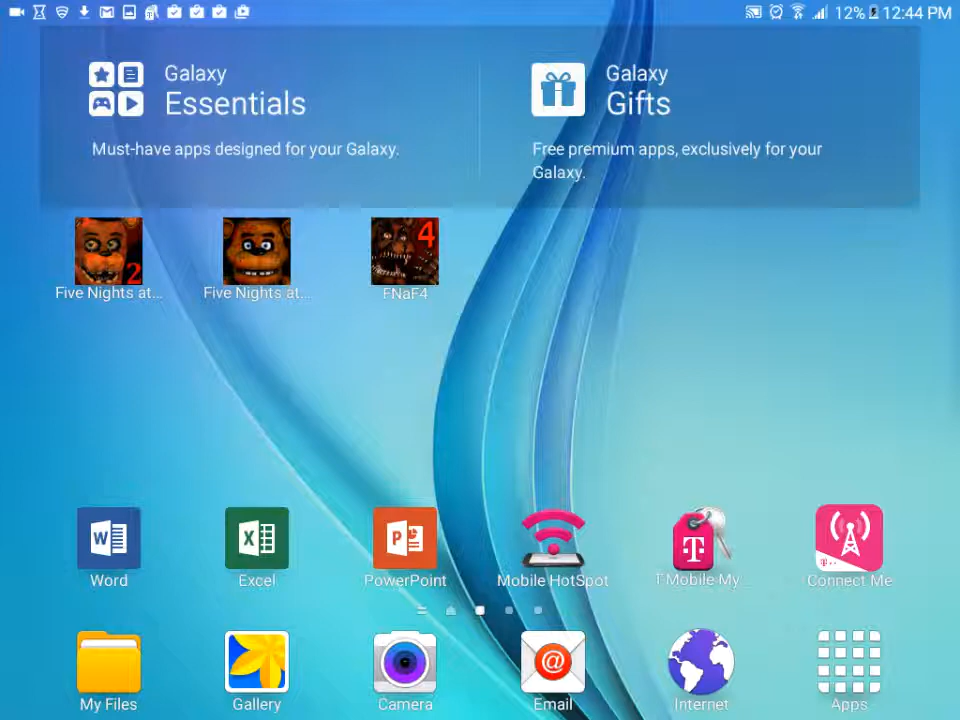 12% 12:44 PM
Galaxy
Essentials
Must-have apps designed for your Galaxy.
Galaxy
Gifts
Free premium apps, exclusively for your
Galaxy.
2
4
Five Nights at...
Five Nights at...
FNaF4
W
X
P
T
Word
Excel
PowerPoint
Mobile HotSpot
T-Mobile My...
Connect Me
@
My Files
Gallery
Camera
Email
Internet
Apps